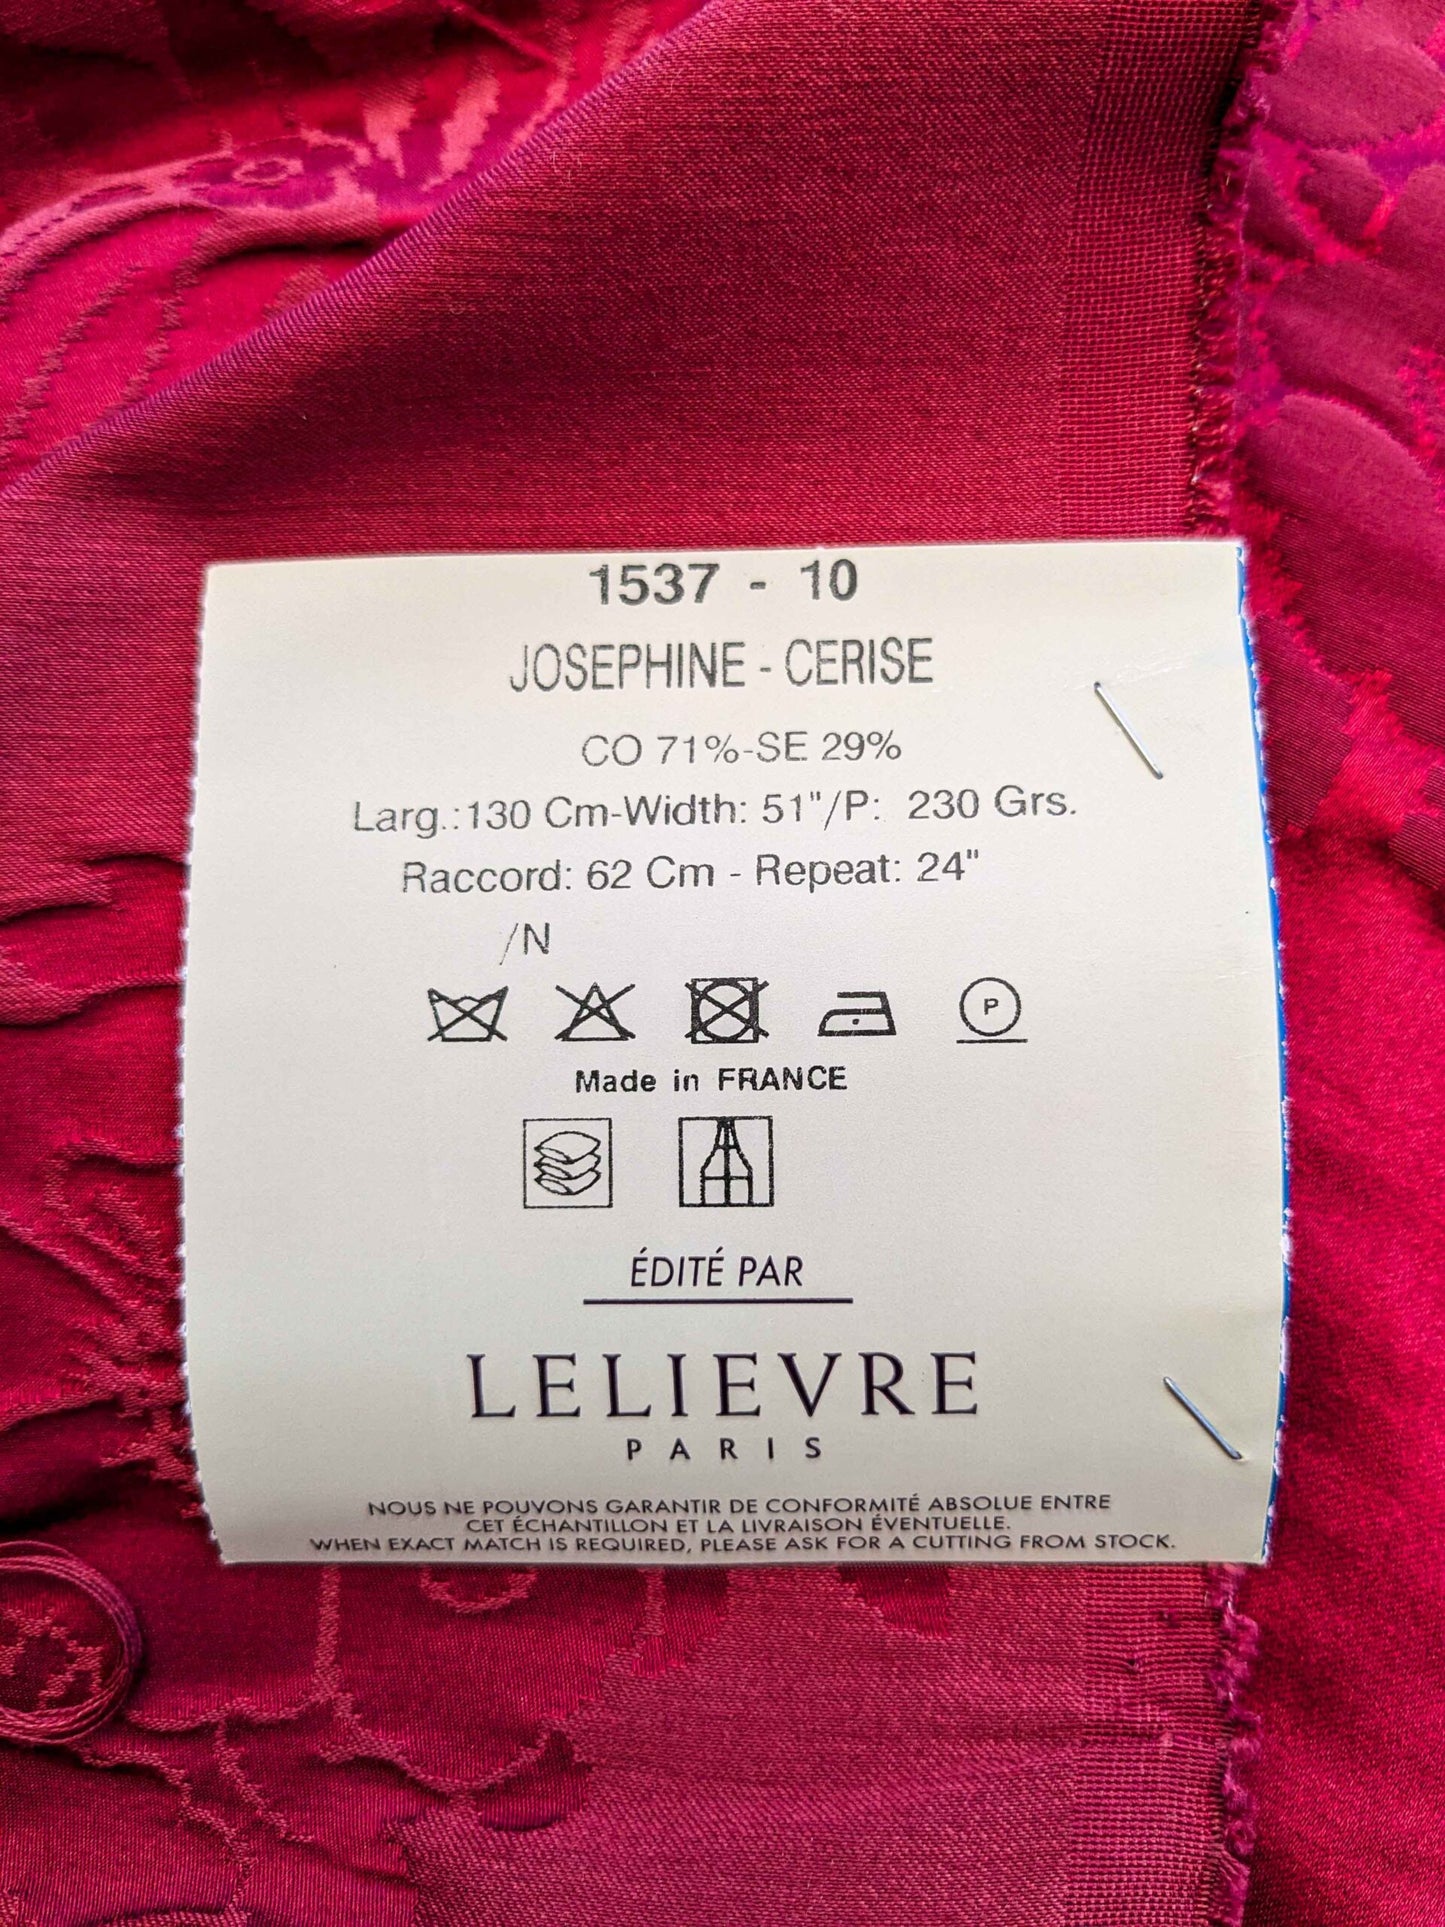 1537 - 10
JOSEPHINE - CERISE
CO 71%-SE 29%
Larg.:130 Cm-Width: 51"/P: 230 Grs.
Raccord: 62 Cm - Repeat: 24"
/N
P
Made in FRANCE
ÉDITÉ PAR
LELIEVRE
PARIS
NOUS NE POUVONS GARANTIR DE CONFORMITÉ ABSOLUE ENTRE
CET ÉCHANTILLON ET LA LIVRAISON ÉVENTUELLE.
WHEN EXACT MATCH IS REQUIRED, PLEASE ASK FOR A CUTTING FROM STOCK.